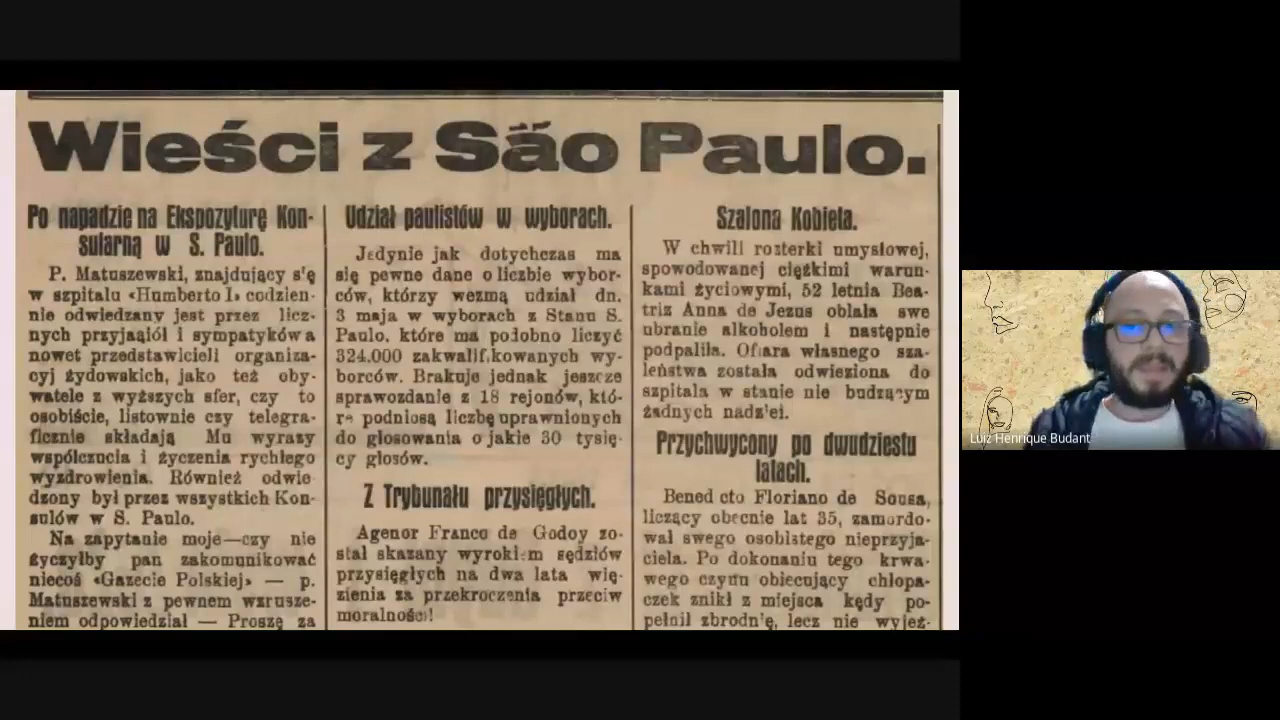 Wieści z São Paulo.
Po napadzie na Ekspozyturę Kon-
sularną w S. Paulo.
P. Matuszewski, znajdujący s'ę
w szpitalu «Humberto I» codzien-
nie odwiedzany jest przez licz-
nych przyjaąiół i sympatyków a
nowet przedstawicieli organiza-
cyj żydowskich, jako też oby-
watele z wyższych sfer, czy to
osobiście, listownie czy telegra-
ficznie składają Mu wyrazy
współczucia i życzenia rychłego
wyzdrowienia. Również odwie
dzony był przez wszystkich Kon-
sulów w S. Paulo.
Na zapytanie moje—czy nie
życzyłby pan zakomunikować
niecoś «Gazecie Polskiej» — p.
Matuszewski z pewnem wzrusze-
niem odpowiedział — Proszę za
Udział paulistów w wyborach.
Jedynie jak dotychczas ma
się pewne dane o liczbie wybor-
ców, którzy wezmą udział dn.
3 maja w wyborach z Stanu S.
Paulo, które ma podobno liczyć
324.000 zakwalif.kowanych wy-
borców. Brakuje jednak jeszcze
sprawozdanie z 18 rejonów, któ-
re podniosą liczbę uprawnionych
do głosowania o jakie 30 tysię-
cy głosów.
Z Trybunału przysięgłych.
Agenor Franco de Godoy zo-
stał skazany wyrokiem sędziów
przysięgłych na dwa lata wię-
zienia za przekroczenia przeciw
moralności!
Szalona Kobieta.
W chwili rozterki umysłowej,
spowodowanej ciężkimi warun-
kami życiowymi, 52 letnia Bea-
triz Anna de Jezus oblała swe
ubranie alkoholem i następnie
podpaliła. Ofiara własnego sza-
leństwa została odwieziona do
szpitala w stanie nie budzącym
żadnych nadz'ei.
Przychwycony po dwudziestu
latach.
Bened cto Floriano de Sousa,
liczący obecnie lat 35, zamordo-
wał swego osobistego nieprzyja-
ciela. Po dokonaniu tego krwa-
wego czynu obiecujący chłopa-
czek znikł z miejsca kędy po-
pełnił zbrodn'ę, lecz nie wyjeż-
Luiz Henrique Budant